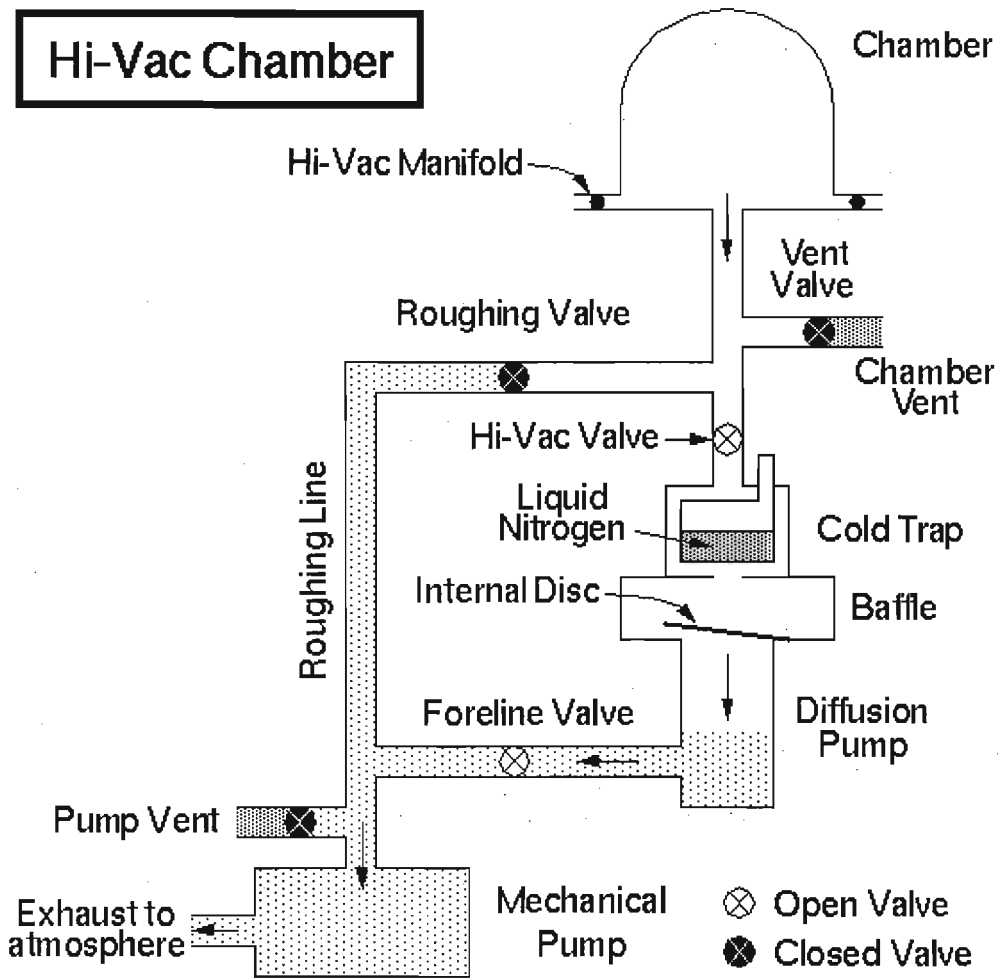 Hi-Vac Chamber
Chamber
Hi-Vac Manifold
Vent
Valve
Roughing Valve
Chamber
Vent
Hi-Vac Valve
Liquid
Nitrogen
Cold Trap
Internal Disc
Baffle
Roughing Line
Foreline Valve
Diffusion
Pump
Pump Vent
Exhaust to
atmosphere
Mechanical
Pump
Open Valve
Closed Valve